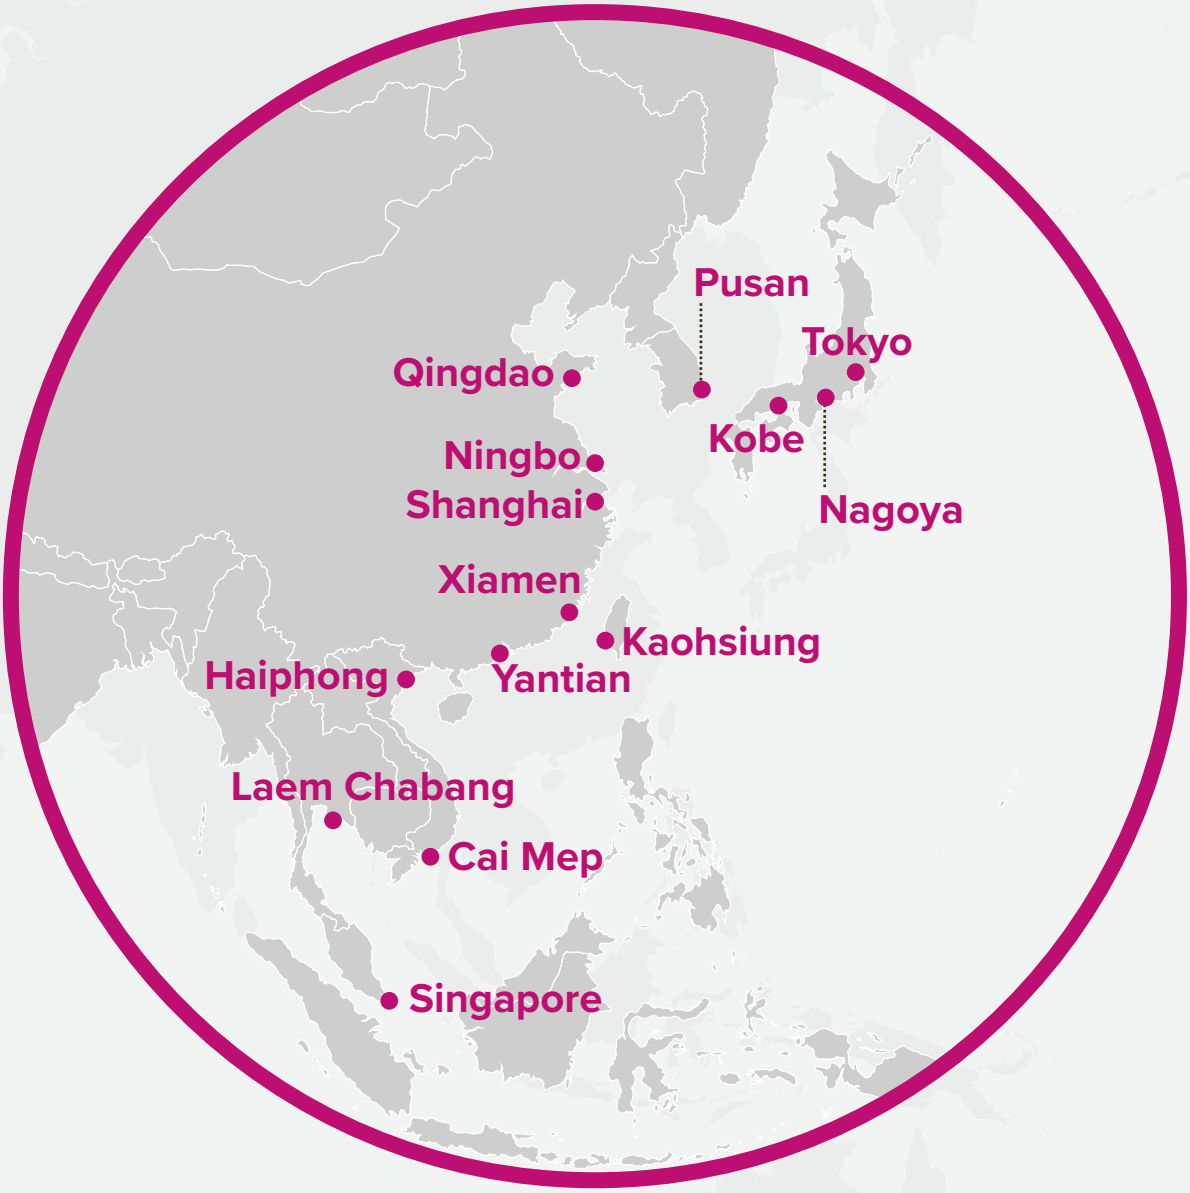 Pusan
Tokyo
Qingdao
Kobe
Ningbo
Shanghai
Nagoya
Xiamen
Kaohsiung
Haiphong
Yantian
Laem Chabang
Cai Mep
Singapore